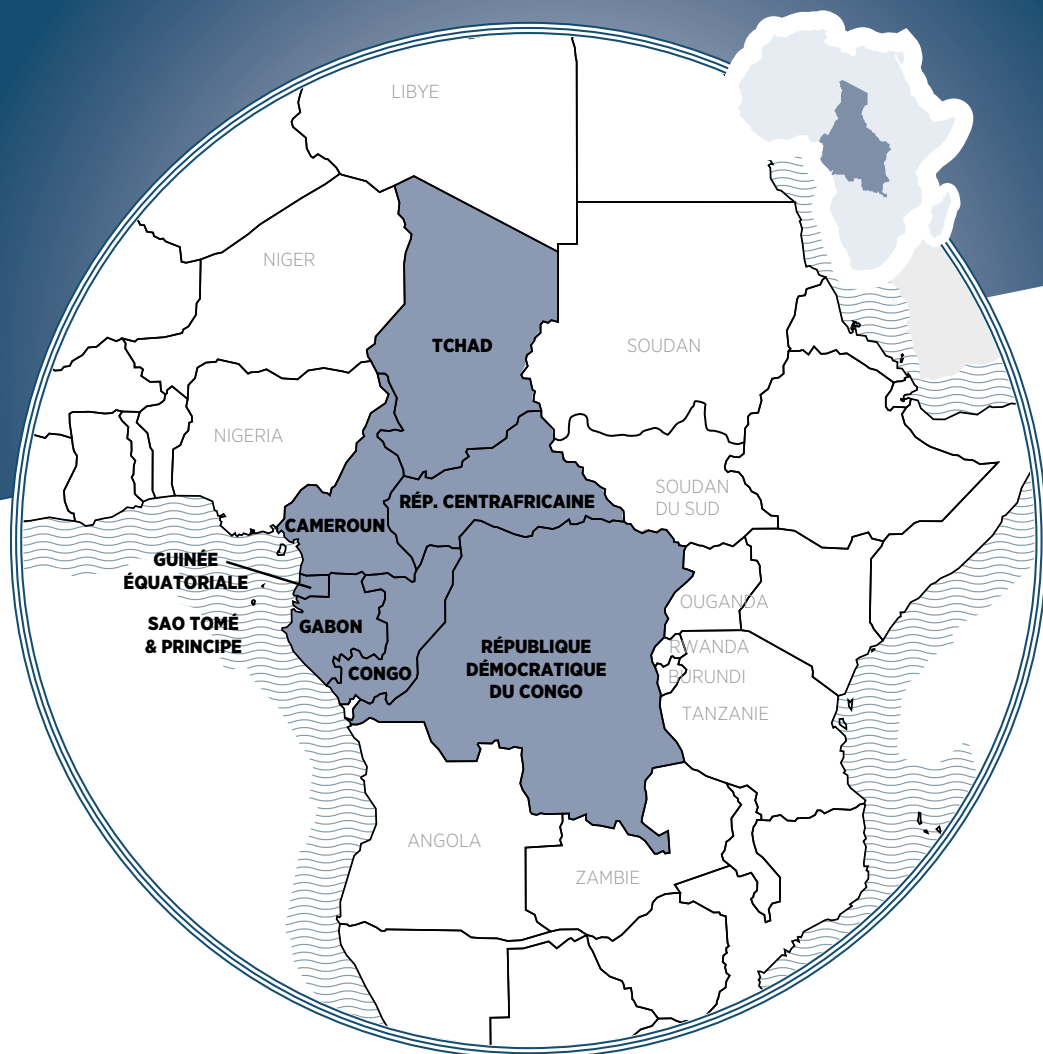 LIBYE
NIGER
TCHAD
SOUDAN
NIGERIA
SOUDAN
DU SUD
RÉP. CENTRAFRICAINE
CAMEROUN
GUINÉE
ÉQUATORIALE
OUGANDA
SAO TOMÉ
& PRINCIPE
GABON
RÉPUBLIQUE
DÉMOCRATIQUE
DU CONGO
RWANDA
CONGO
BURUNDI
TANZANIE
ANGOLA
ZAMBIE